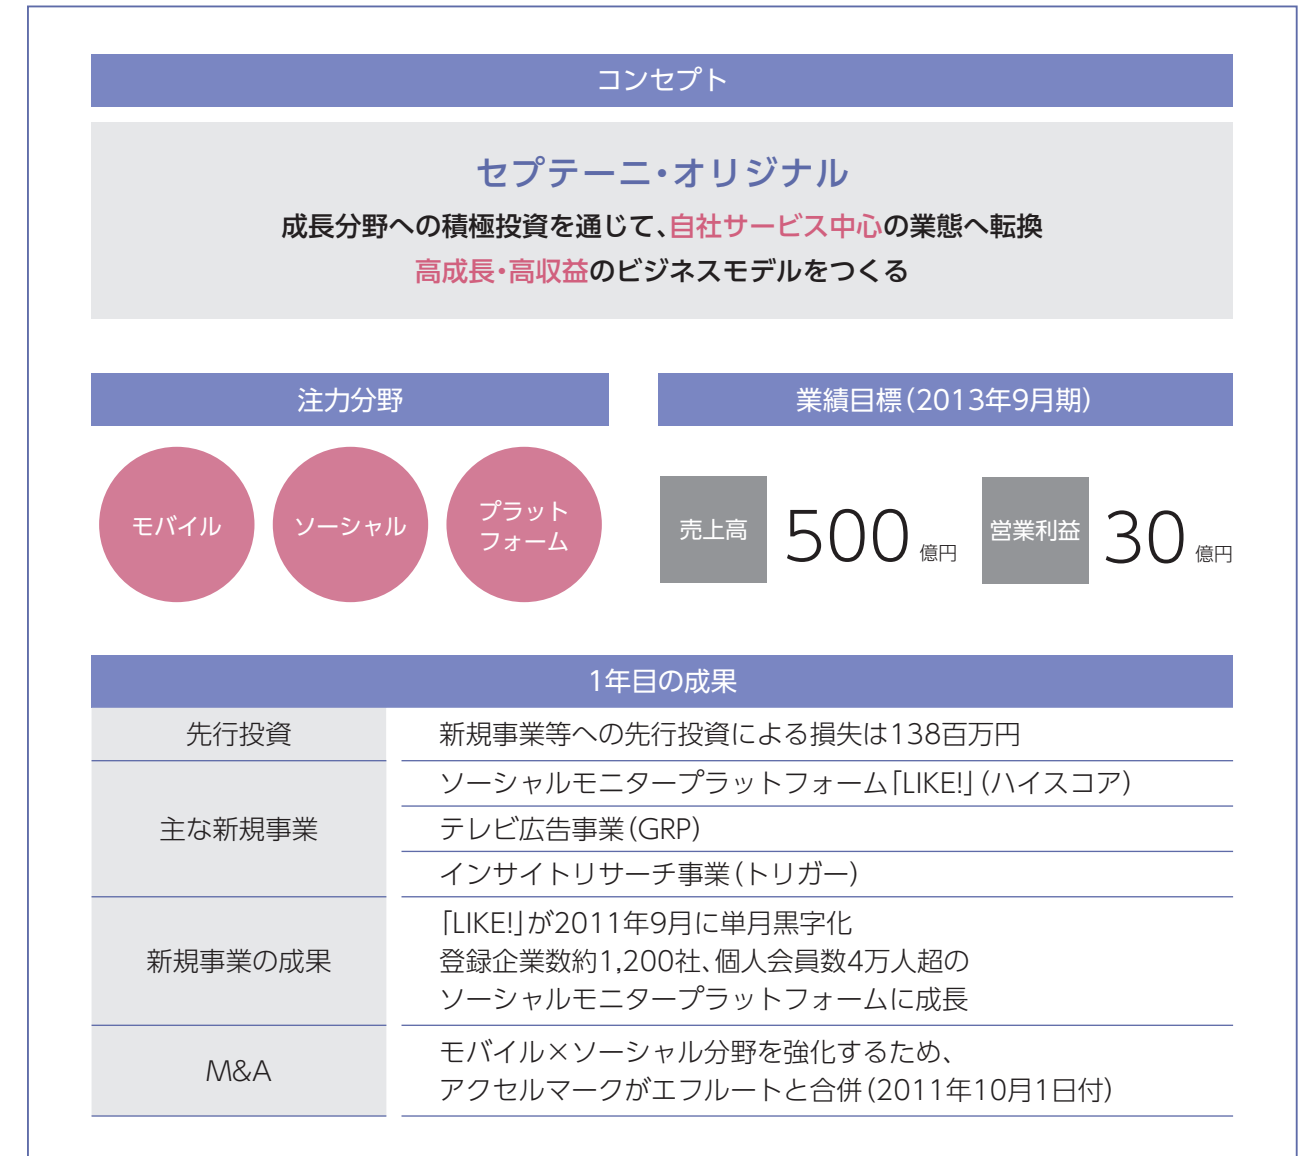 コンセプト
セプテーニ・オリジナル
成長分野への積極投資を通じて、自社サービス中心の業態へ転換
高成長・高収益のビジネスモデルをつくる
注力分野
モバイル
ソーシャル
プラット
フォーム
業績目標（2013年9月期）
売上高 500 億円
営業利益 30 億円
1年目の成果
先行投資
新規事業等への先行投資による損失は138百万円
主な新規事業
ソーシャルモニタープラットフォーム「LIKE!」（ハイスコア）
テレビ広告事業（GRP）
インサイトリサーチ事業（トリガー）
新規事業の成果
「LIKE!」が2011年9月に単月黒字化
登録企業数約1,200社、個人会員数4万人超の
ソーシャルモニタープラットフォームに成長
M&A
モバイル×ソーシャル分野を強化するため、
アクセルマークがエフルートと合併（2011年10月1日付）